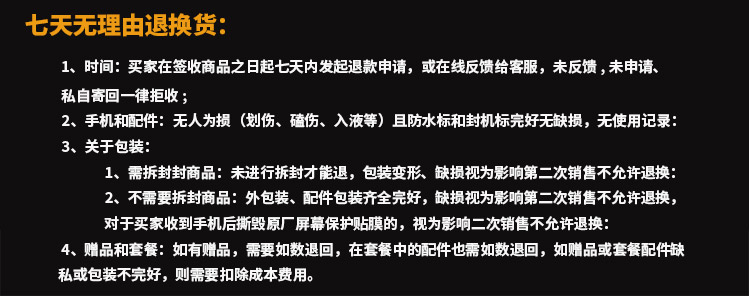 七天无理由退换货：
1、时间：买家在签收商品之日起七天内发起退款申请，或在线反馈给客服，未反馈 , 未申请、
私自寄回一律拒收 ;
2、手机和配件：无人为损（划伤、磕伤、入液等）且防水标和封机标完好无缺损，无使用记录：
3、关于包装：
1、需拆封封商品：未进行拆封才能退，包装变形、缺损视为影响第二次销售不允许退换：
2、不需要拆封商品：外包装、配件包装齐全完好，缺损视为影响第二次销售不允许退换，
对于买家收到手机后撕毁原厂屏幕保护贴膜的，视为影响二次销售不允许退换：
4、赠品和套餐：如有赠品，需要如数退回，在套餐中的配件也需如数退回，如赠品或套餐配件缺
私或包装不完好，则需要扣除成本费用。